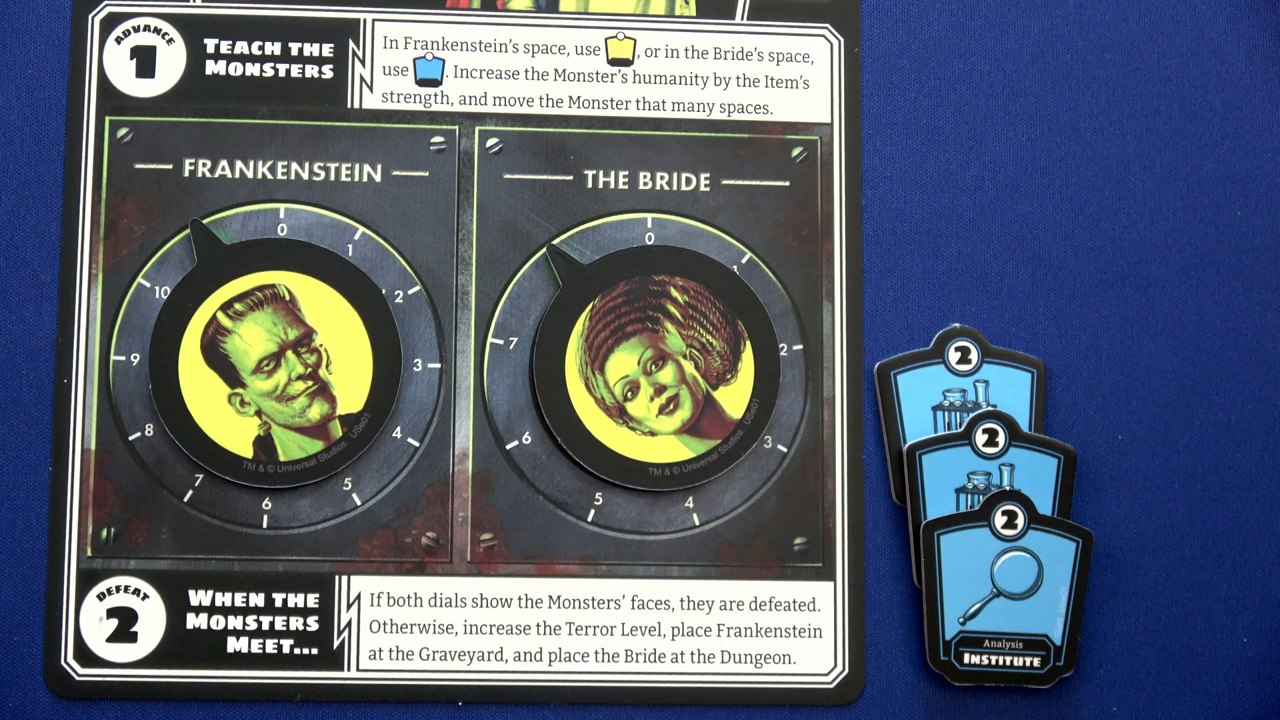 ADVANCE
1
TEACH THE
MONSTERS
In Frankenstein's space, use , or in the Bride's space,
use . Increase the Monster's humanity by the Item's
strength, and move the Monster that many spaces.
FRANKENSTEIN
0
1
2
3
4
5
6
7
8
9
10
TM & © Universal Studios. USe01
THE BRIDE
0
1
2
3
4
5
6
7
TM & © Universal Studios. USe01
DEFEAT
2
WHEN THE
MONSTERS
MEET...
If both dials show the Monsters' faces, they are defeated.
Otherwise, increase the Terror Level, place Frankenstein
at the Graveyard, and place the Bride at the Dungeon.
2
2
2
Analysis
INSTITUTE